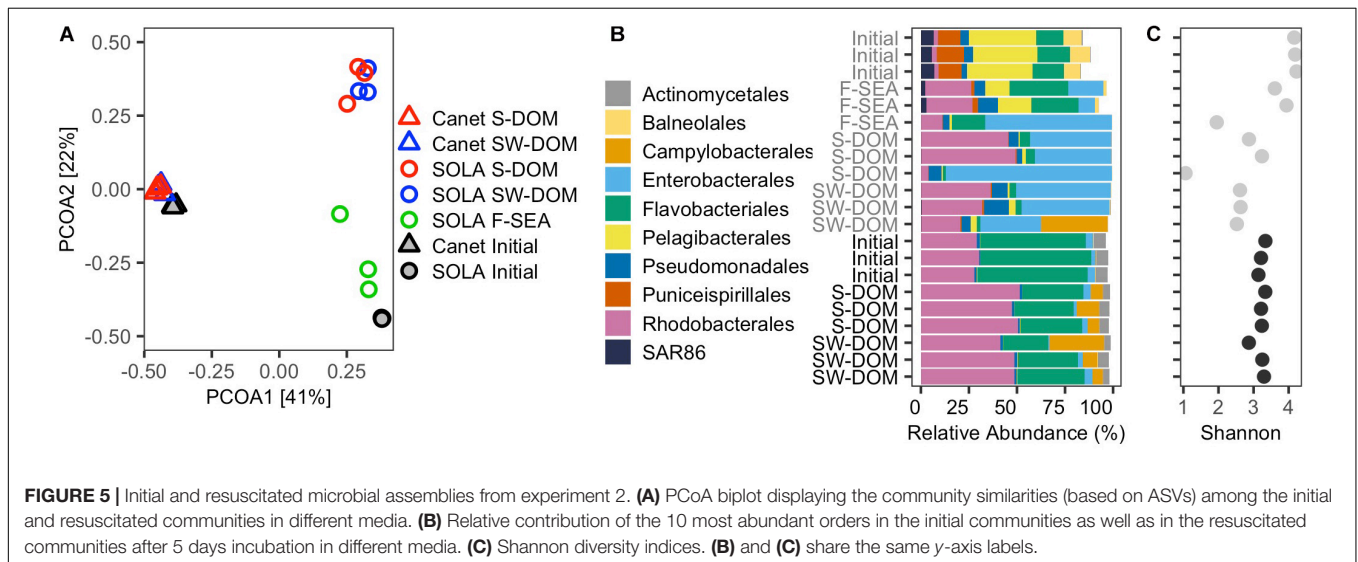 A
0.50
0.25
0.00
-0.25
-0.50
-0.50
-0.25
0.00
0.25
PCOA2 [22%]
PCOA1 [41%]
Canet S-DOM
Canet SW-DOM
SOLA S-DOM
SOLA SW-DOM
SOLA F-SEA
Canet Initial
SOLA Initial
B
Actinomycetales
Balneolales
Campylobacterales
Enterobacterales
Flavobacteriales
Pelagibacterales
Pseudomonadales
Puniceispirillales
Rhodobacterales
SAR86
Initial
Initial
Initial
F-SEA
F-SEA
F-SEA
S-DOM
S-DOM
S-DOM
SW-DOM
SW-DOM
SW-DOM
Initial
Initial
Initial
S-DOM
S-DOM
S-DOM
SW-DOM
SW-DOM
SW-DOM
0 25 50 75 100
Relative Abundance (%)
C
1 2 3 4
Shannon
FIGURE 5 | Initial and resuscitated microbial assemblies from experiment 2. (A) PCoA biplot displaying the community similarities (based on ASVs) among the initial
and resuscitated communities in different media. (B) Relative contribution of the 10 most abundant orders in the initial communities as well as in the resuscitated
communities after 5 days incubation in different media. (C) Shannon diversity indices. (B) and (C) share the same y-axis labels.